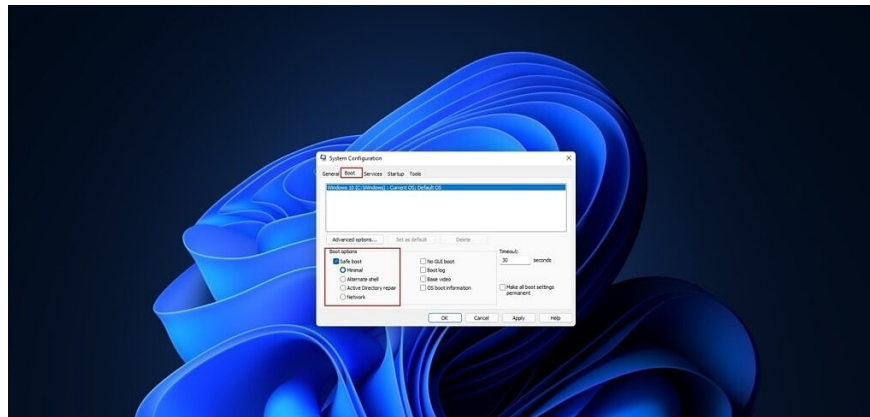 System Configuration
General Boot Services Startup Tools
Windows 10 (C:\Windows) : Current OS; Default OS
Advanced options... Set as default Delete
Boot options
Safe boot
Minimal
Alternate shell
Active Directory repair
Network
No GUI boot
Boot log
Base video
OS boot information
Timeout:
30 seconds
Make all boot settings
permanent
OK Cancel Apply Help